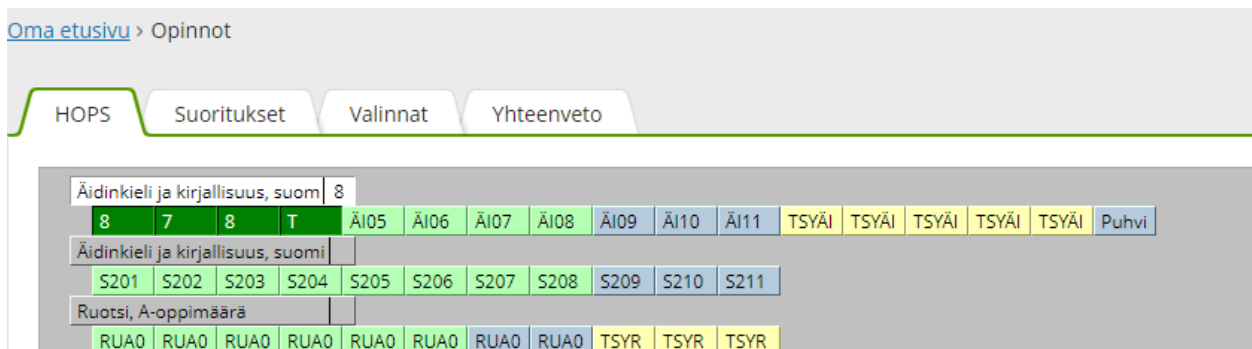 Oma etusivu › Opinnot
HOPS Suoritukset Valinnat Yhteenveto
Äidinkieli ja kirjallisuus, suom 8
8 7 8 T ÄI05 ÄI06 ÄI07 ÄI08 ÄI09 ÄI10 ÄI11 TSYÄI TSYÄI TSYÄI TSYÄI TSYÄI Puhvi
Äidinkieli ja kirjallisuus, suomi
S201 S202 S203 S204 S205 S206 S207 S208 S209 S210 S211
Ruotsi, A-oppimäärä
RUA0 RUA0 RUA0 RUA0 RUA0 RUA0 RUA0 RUA0 TSYR TSYR TSYR